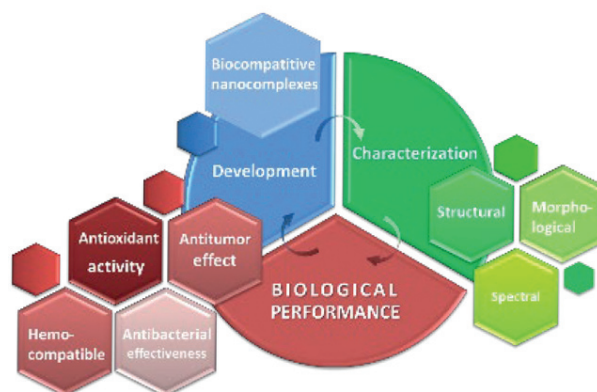 Biocompatitive
nanocomplexes
Development
Characterization
Structural
Morpho-
logical
Spectral
Antioxidant
activity
Antitumor
effect
BIOLOGICAL
PERFORMANCE
Hemo-
compatible
Antibacterial
effectiveness